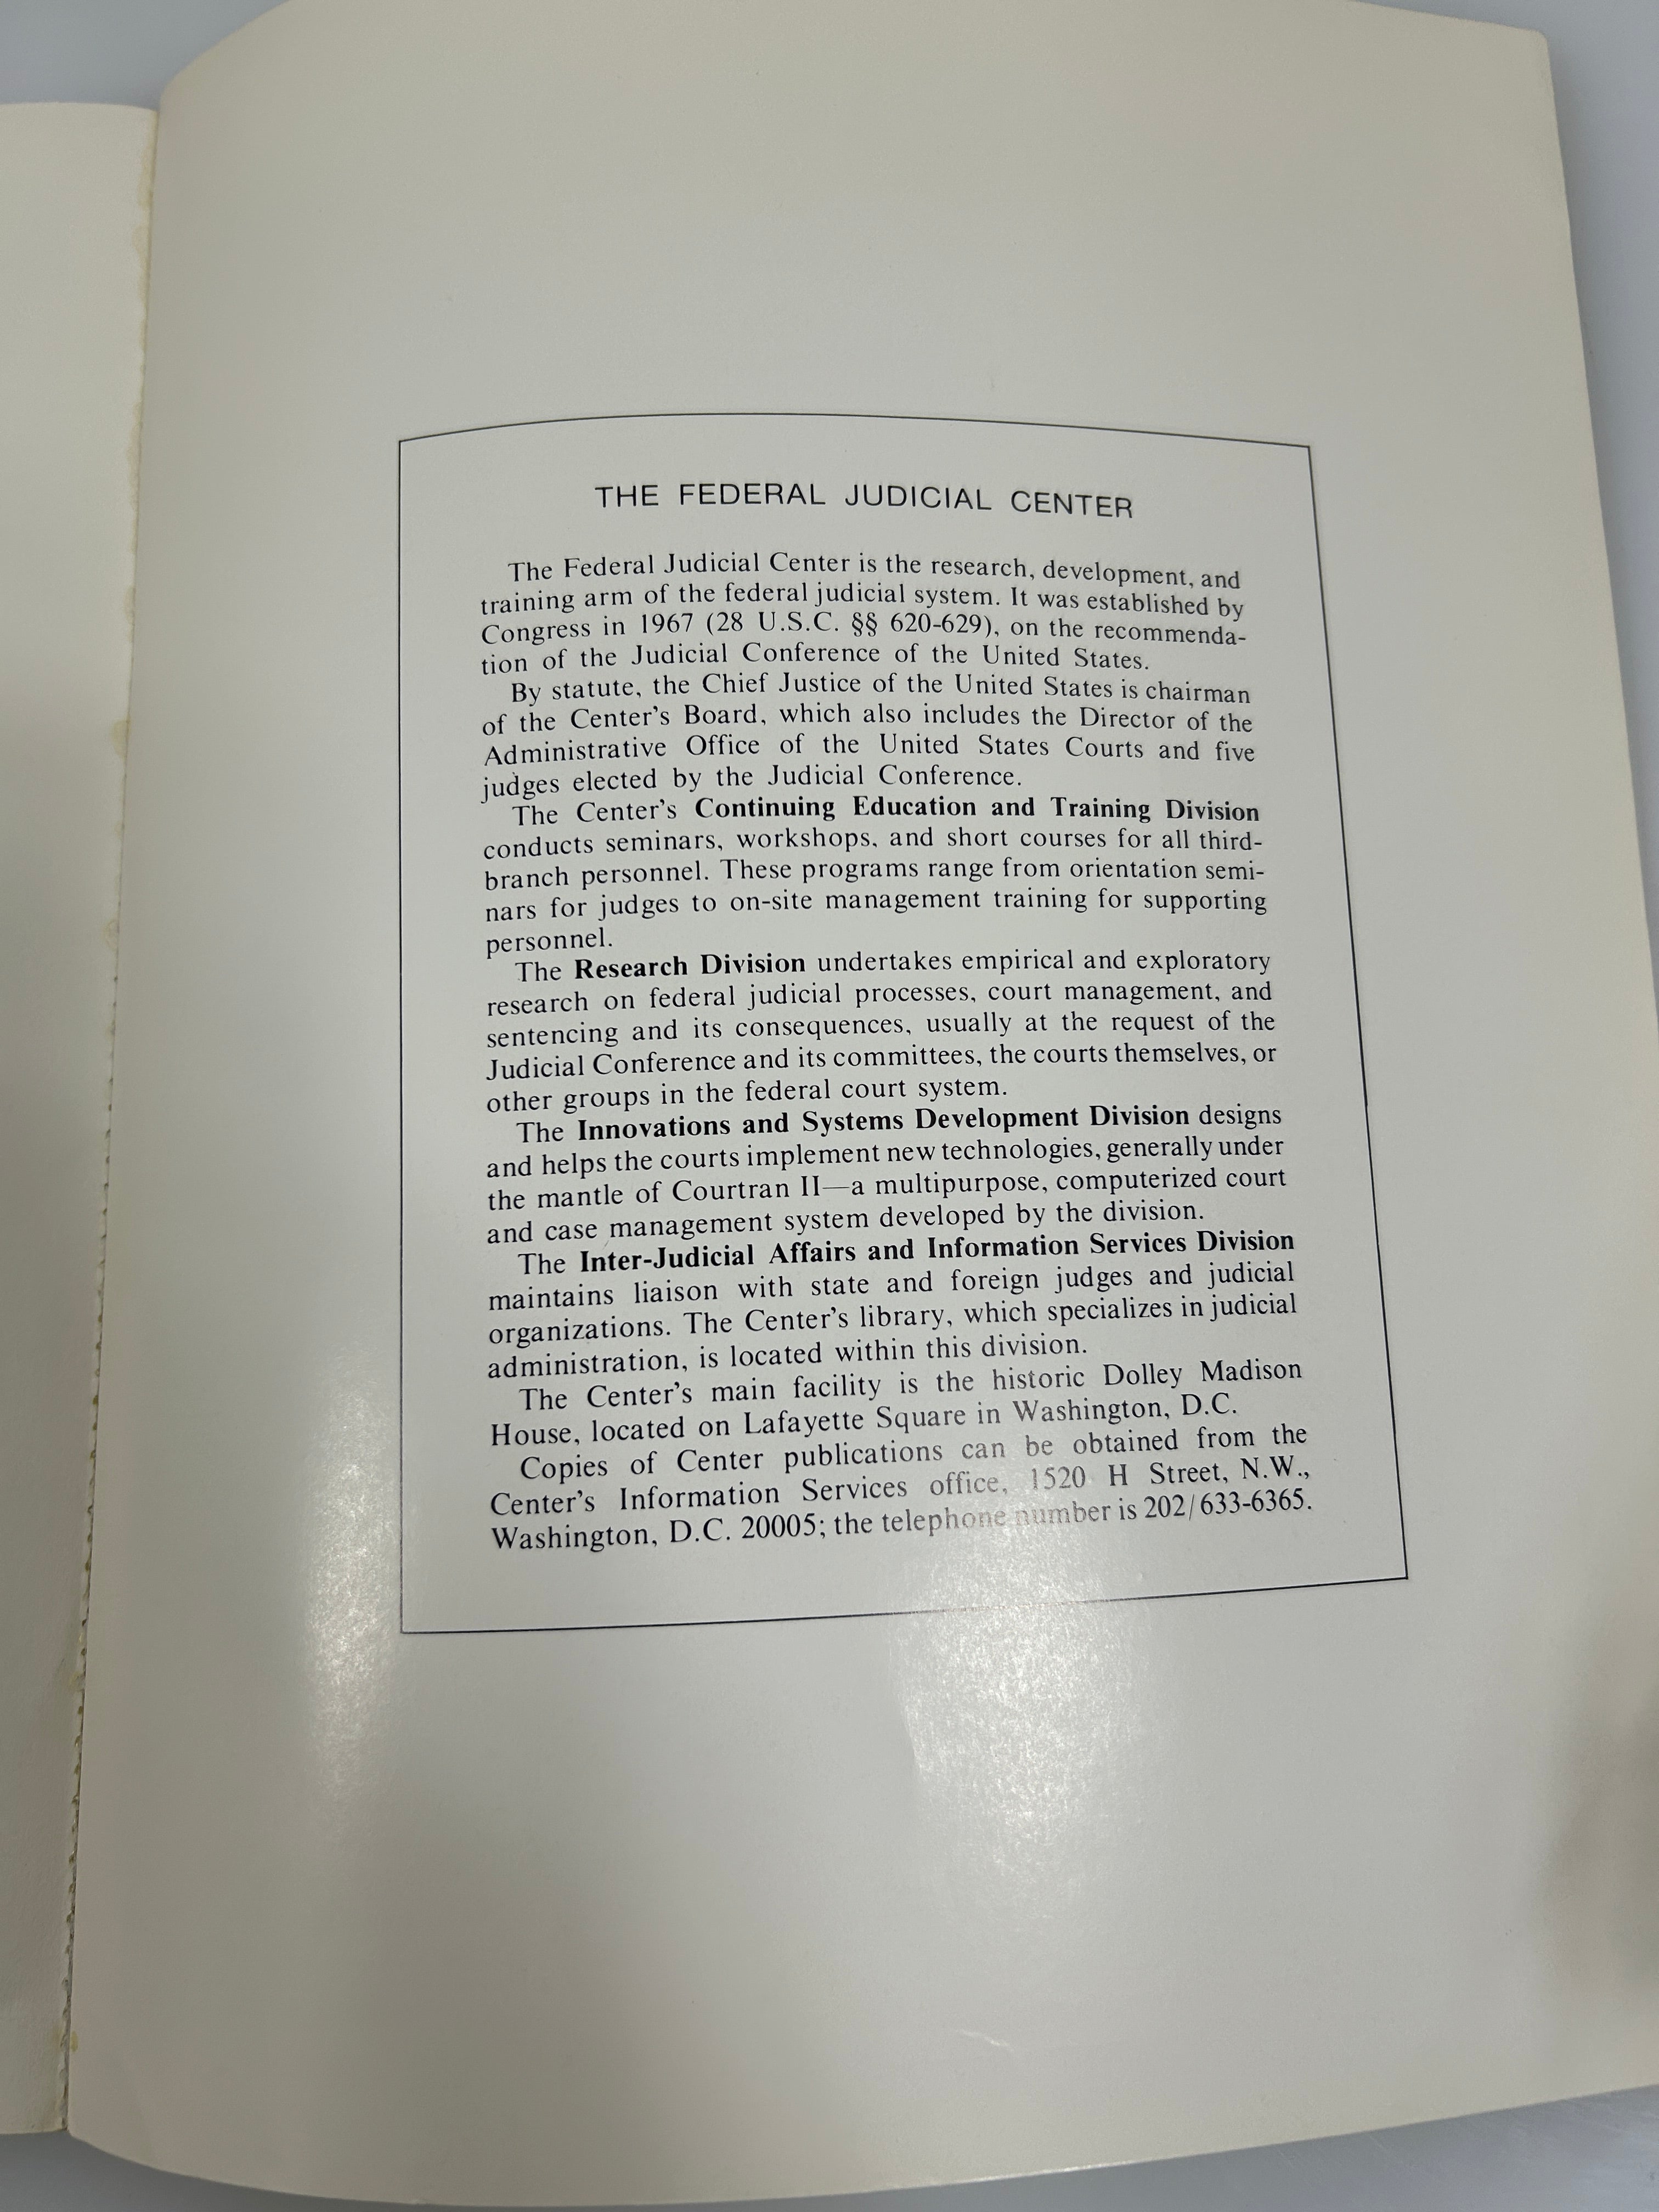 THE FEDERAL JUDICIAL CENTER
The Federal Judicial Center is the research, development, and
training arm of the federal judicial system. It was established by
Congress in 1967 (28 U.S.C. §§ 620-629), on the recommenda-
tion of the Judicial Conference of the United States.
By statute, the Chief Justice of the United States is chairman
of the Center's Board, which also includes the Director of the
Administrative Office of the United States Courts and five
judges elected by the Judicial Conference.
The Center's Continuing Education and Training Division
conducts seminars, workshops, and short courses for all third-
branch personnel. These programs range from orientation semi-
nars for judges to on-site management training for supporting
personnel.
The Research Division undertakes empirical and exploratory
research on federal judicial processes, court management, and
sentencing and its consequences, usually at the request of the
Judicial Conference and its committees, the courts themselves, or
other groups in the federal court system.
The Innovations and Systems Development Division designs
and helps the courts implement new technologies, generally under
the mantle of Courtran II—a multipurpose, computerized court
and case management system developed by the division.
The Inter-Judicial Affairs and Information Services Division
maintains liaison with state and foreign judges and judicial
organizations. The Center's library, which specializes in judicial
administration, is located within this division.
The Center's main facility is the historic Dolley Madison
House, located on Lafayette Square in Washington, D.C.
Copies of Center publications can be obtained from the
Center's Information Services office, 1520 H Street, N.W.,
Washington, D.C. 20005; the telephone number is 202/633-6365.